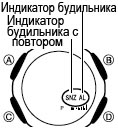 Индикатор будильника
Индикатор
будильника с
повтором
A
B
SNZ AL
P
C
D